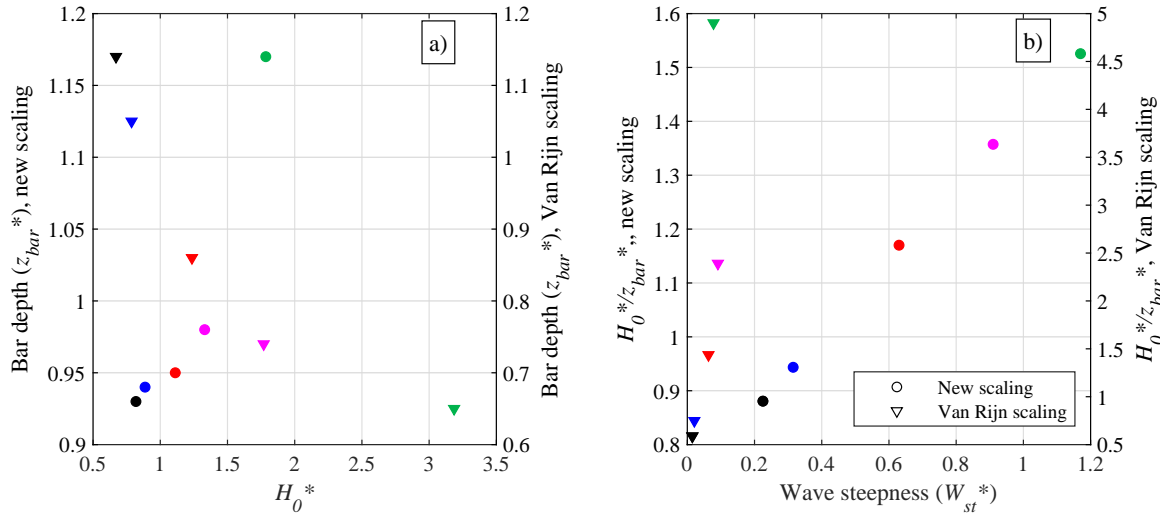 a)
1.2
1.15
1.1
1.05
1
0.95
0.9
Bar depth (z_bar*), new scaling
1.2
1.1
1
0.9
0.8
0.7
0.6
Bar depth (z_bar*), Van Rijn scaling
0.5 1 1.5 2 2.5 3 3.5
H_0*
b)
1.6
1.5
1.4
1.3
1.2
1.1
1
0.9
0.8
H_0*/z_bar*,, new scaling
5
4.5
4
3.5
3
2.5
2
1.5
1
0.5
H_0*/z_bar*, Van Rijn scaling
New scaling
Van Rijn scaling
0 0.2 0.4 0.6 0.8 1 1.2
Wave steepness (W_st*)